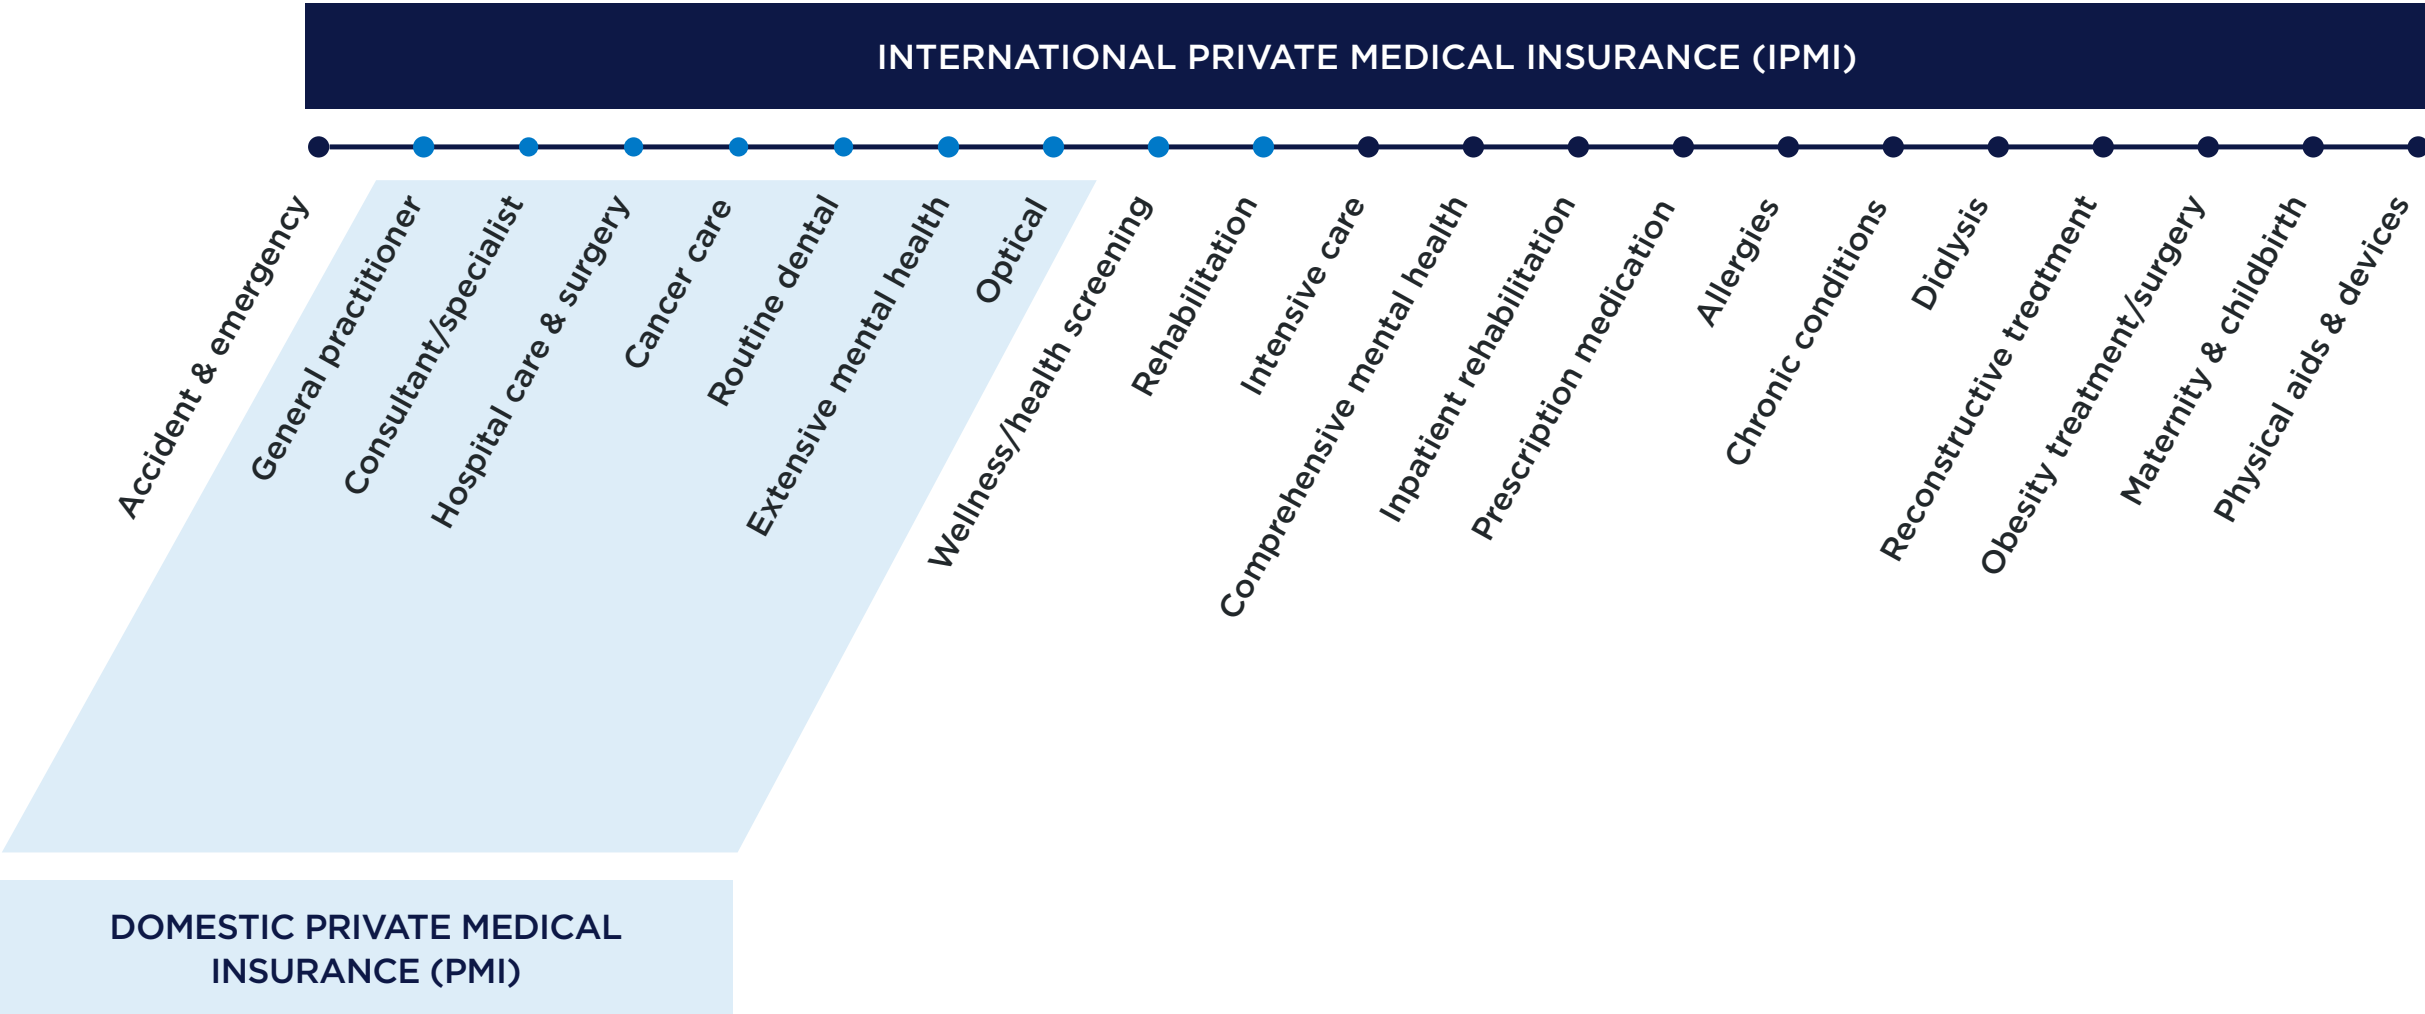 INTERNATIONAL PRIVATE MEDICAL INSURANCE (IPMI)
Accident & emergency
General practitioner
Consultant/specialist
Hospital care & surgery
Cancer care
Routine dental
Extensive mental health
Optical
Wellness/health screening
Rehabilitation
Intensive care
Comprehensive mental health
Inpatient rehabilitation
Prescription medication
Allergies
Chronic conditions
Dialysis
Reconstructive treatment
Obesity treatment/surgery
Maternity & childbirth
Physical aids & devices
DOMESTIC PRIVATE MEDICAL
INSURANCE (PMI)